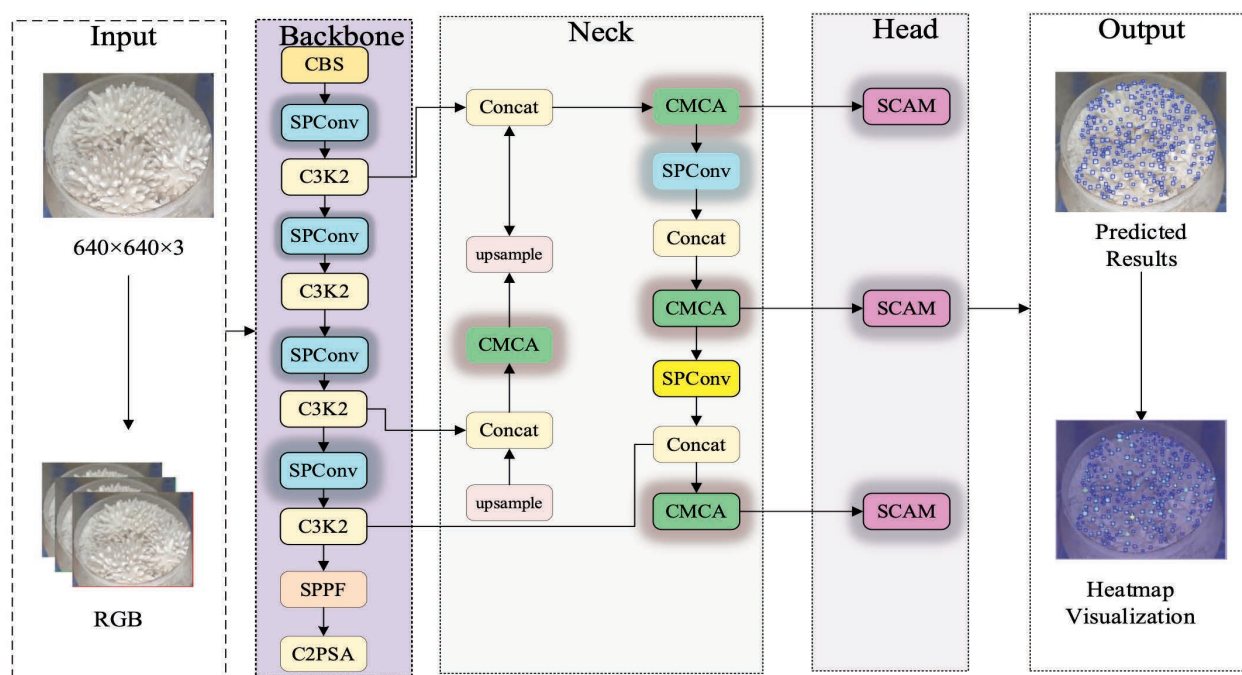 Input
640×640×3
RGB
Backbone
CBS
SPConv
C3K2
SPConv
C3K2
SPConv
C3K2
SPConv
C3K2
SPPF
C2PSA
Neck
Concat
upsample
CMCA
Concat
upsample
CMCA
SPConv
Concat
CMCA
SPConv
Concat
CMCA
Head
SCAM
SCAM
SCAM
Output
Predicted
Results
Heatmap
Visualization